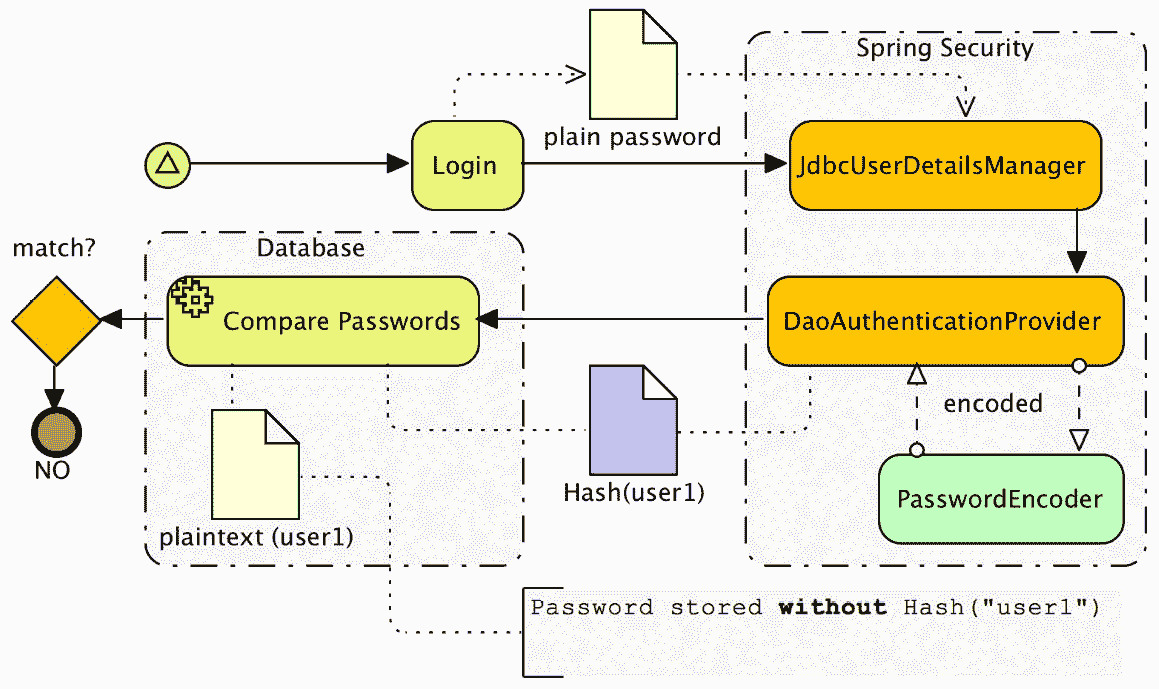 Spring Security
plain password
Login
JdbcUserDetailsManager
match?
Database
Compare Passwords
DaoAuthenticationProvider
encoded
NO
Hash(user1)
PasswordEncoder
plaintext (user1)
Password stored without Hash("user1")